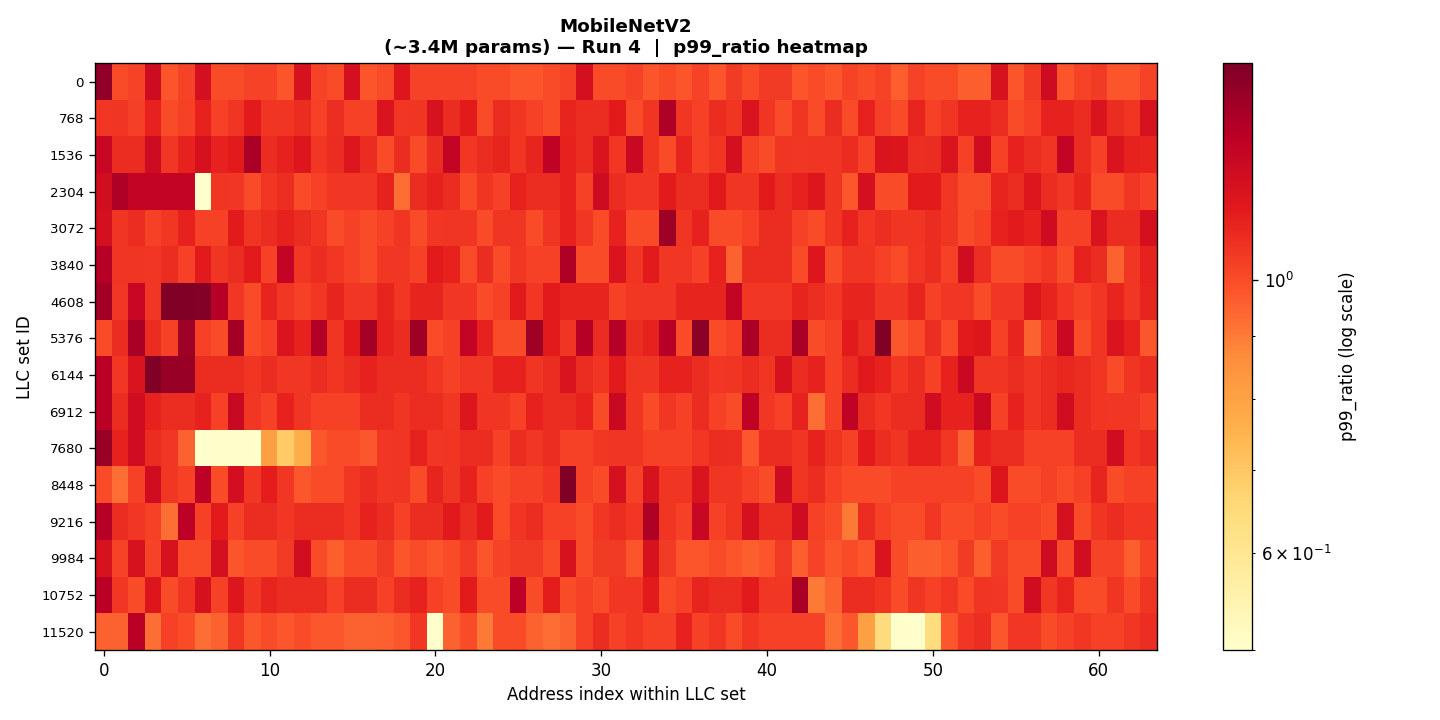 MobileNetV2
(~3.4M params) — Run 4  |  p99_ratio heatmap
LLC set ID
0
768
1536
2304
3072
3840
4608
5376
6144
6912
7680
8448
9216
9984
10752
11520
0 10 20 30 40 50 60
Address index within LLC set
10⁰
6 × 10⁻¹
p99_ratio (log scale)